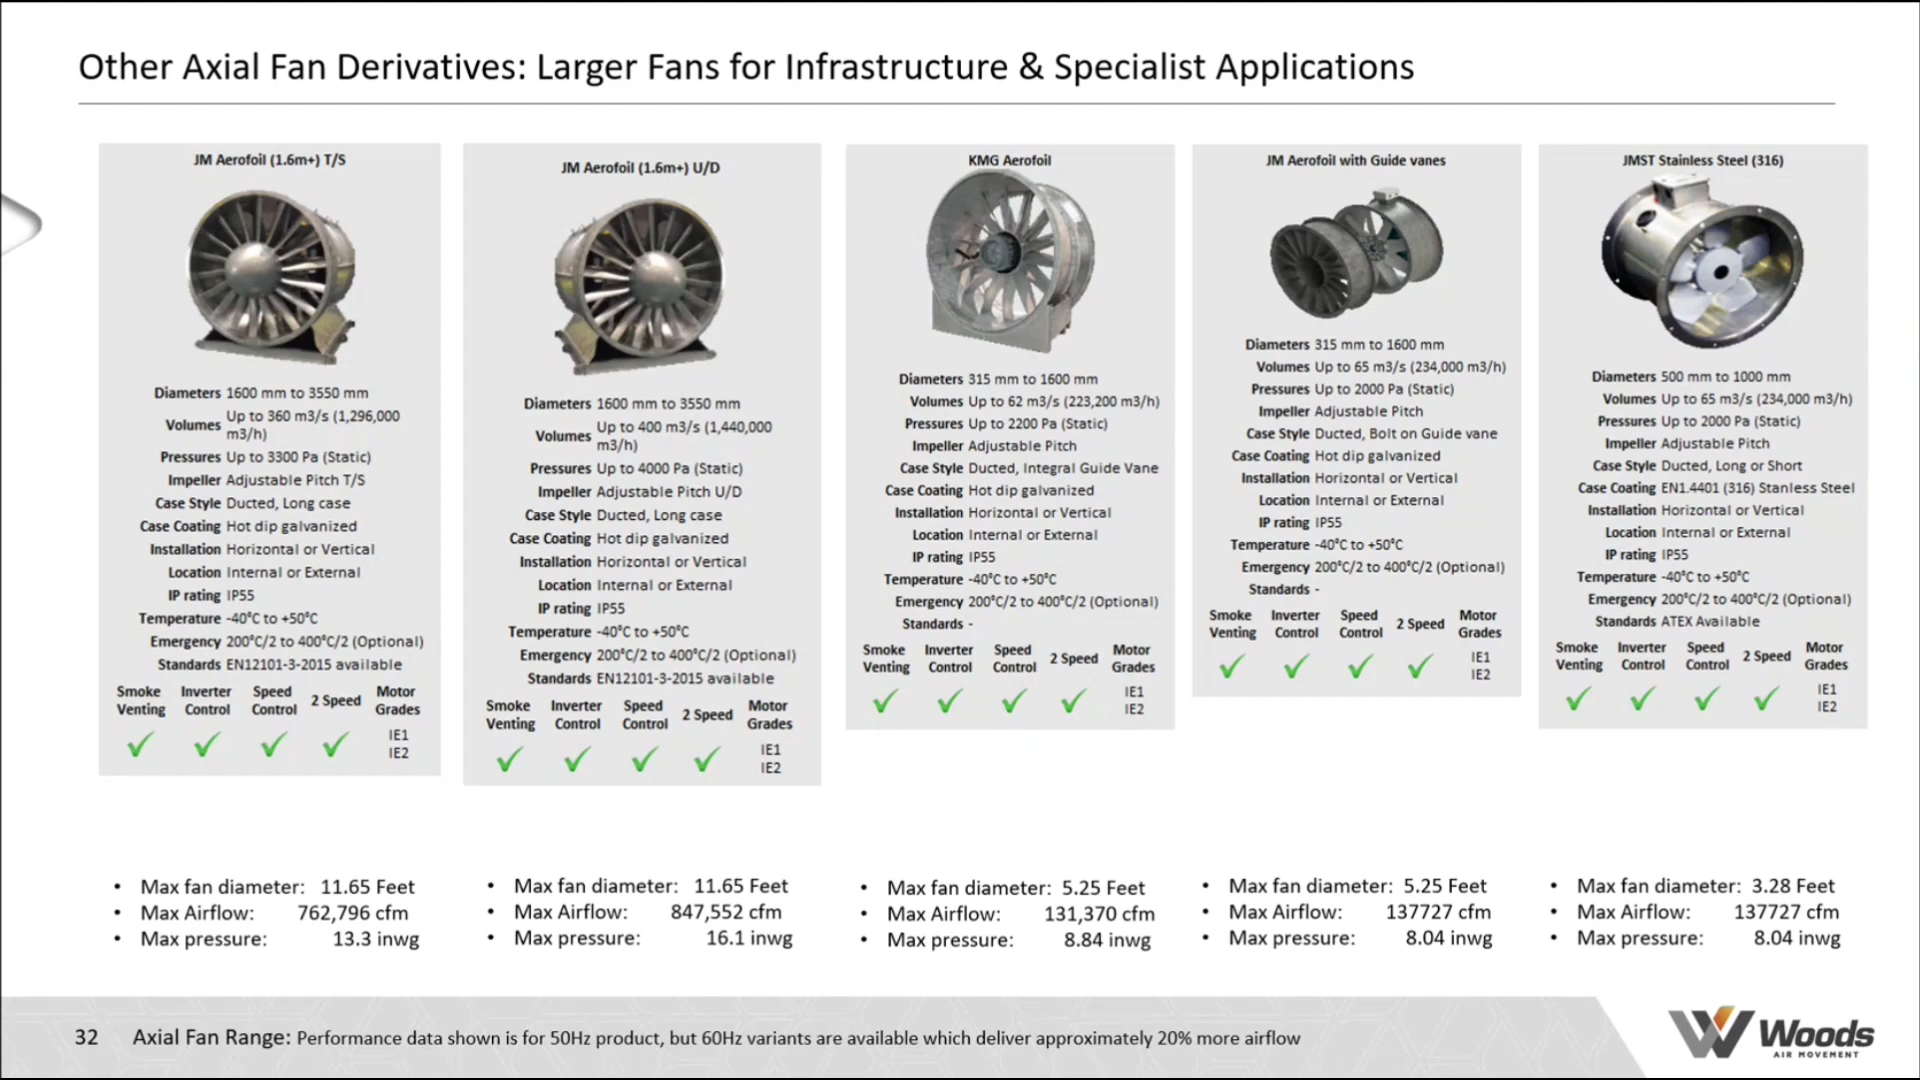 Other Axial Fan Derivatives: Larger Fans for Infrastructure & Specialist Applications
JM Aerofoil (1.6m+) T/S
Diameters 1600 mm to 3550 mm
Volumes Up to 360 m3/s (1,296,000
m3/h)
Pressures Up to 3300 Pa (Static)
Impeller Adjustable Pitch T/S
Case Style Ducted, Long case
Case Coating Hot dip galvanized
Installation Horizontal or Vertical
Location Internal or External
IP rating IP55
Temperature -40°C to +50°C
Emergency 200°C/2 to 400°C/2 (Optional)
Standards EN12101-3-2015 available
Smoke Venting Inverter Control Speed Control 2 Speed Motor Grades
IE1
IE2
JM Aerofoil (1.6m+) U/D
Diameters 1600 mm to 3550 mm
Volumes Up to 400 m3/s (1,440,000
m3/h)
Pressures Up to 4000 Pa (Static)
Impeller Adjustable Pitch U/D
Case Style Ducted, Long case
Case Coating Hot dip galvanized
Installation Horizontal or Vertical
Location Internal or External
IP rating IP55
Temperature -40°C to +50°C
Emergency 200°C/2 to 400°C/2 (Optional)
Standards EN12101-3-2015 available
Smoke Venting Inverter Control Speed Control 2 Speed Motor Grades
IE1
IE2
KMG Aerofoil
Diameters 315 mm to 1600 mm
Volumes Up to 62 m3/s (223,200 m3/h)
Pressures Up to 2200 Pa (Static)
Impeller Adjustable Pitch
Case Style Ducted, Integral Guide Vane
Case Coating Hot dip galvanized
Installation Horizontal or Vertical
Location Internal or External
IP rating IP55
Temperature -40°C to +50°C
Emergency 200°C/2 to 400°C/2 (Optional)
Standards -
Smoke Venting Inverter Control Speed Control 2 Speed Motor Grades
IE1
IE2
JM Aerofoil with Guide vanes
Diameters 315 mm to 1600 mm
Volumes Up to 65 m3/s (234,000 m3/h)
Pressures Up to 2000 Pa (Static)
Impeller Adjustable Pitch
Case Style Ducted, Bolt on Guide vane
Case Coating Hot dip galvanized
Installation Horizontal or Vertical
Location Internal or External
IP rating IP55
Temperature -40°C to +50°C
Emergency 200°C/2 to 400°C/2 (Optional)
Standards -
Smoke Venting Inverter Control Speed Control 2 Speed Motor Grades
IE1
IE2
JMST Stainless Steel (316)
Diameters 500 mm to 1000 mm
Volumes Up to 65 m3/s (234,000 m3/h)
Pressures Up to 2000 Pa (Static)
Impeller Adjustable Pitch
Case Style Ducted, Long or Short
Case Coating EN1.4401 (316) Stanless Steel
Installation Horizontal or Vertical
Location Internal or External
IP rating IP55
Temperature -40°C to +50°C
Emergency 200°C/2 to 400°C/2 (Optional)
Standards ATEX Available
Smoke Venting Inverter Control Speed Control 2 Speed Motor Grades
IE1
IE2
• Max fan diameter: 11.65 Feet
• Max Airflow: 762,796 cfm
• Max pressure: 13.3 inwg
• Max fan diameter: 11.65 Feet
• Max Airflow: 847,552 cfm
• Max pressure: 16.1 inwg
• Max fan diameter: 5.25 Feet
• Max Airflow: 131,370 cfm
• Max pressure: 8.84 inwg
• Max fan diameter: 5.25 Feet
• Max Airflow: 137727 cfm
• Max pressure: 8.04 inwg
• Max fan diameter: 3.28 Feet
• Max Airflow: 137727 cfm
• Max pressure: 8.04 inwg
32 Axial Fan Range: Performance data shown is for 50Hz product, but 60Hz variants are available which deliver approximately 20% more airflow
Woods
AIR MOVEMENT